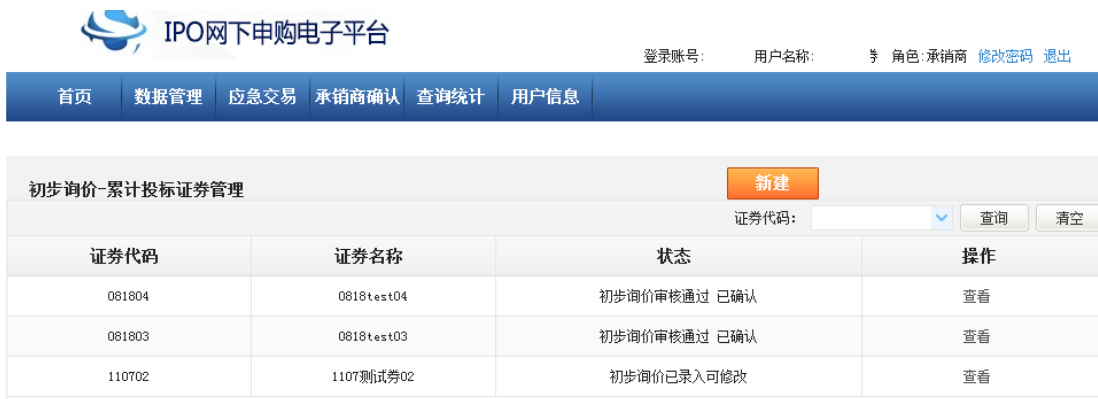 IPO网下申购电子平台
登录账号: 用户名称: 角色:承销商 修改密码 退出
首页 数据管理 应急交易 承销商确认 查询统计 用户信息
初步询价-累计投标证券管理 新建
证券代码: 查询 清空
证券代码 证券名称 状态 操作
081804 0818test04 初步询价审核通过 已确认 查看
081803 0818test03 初步询价审核通过 已确认 查看
110702 1107测试券02 初步询价已录入可修改 查看